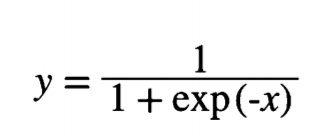 y = 1 / (1 + exp(-x))